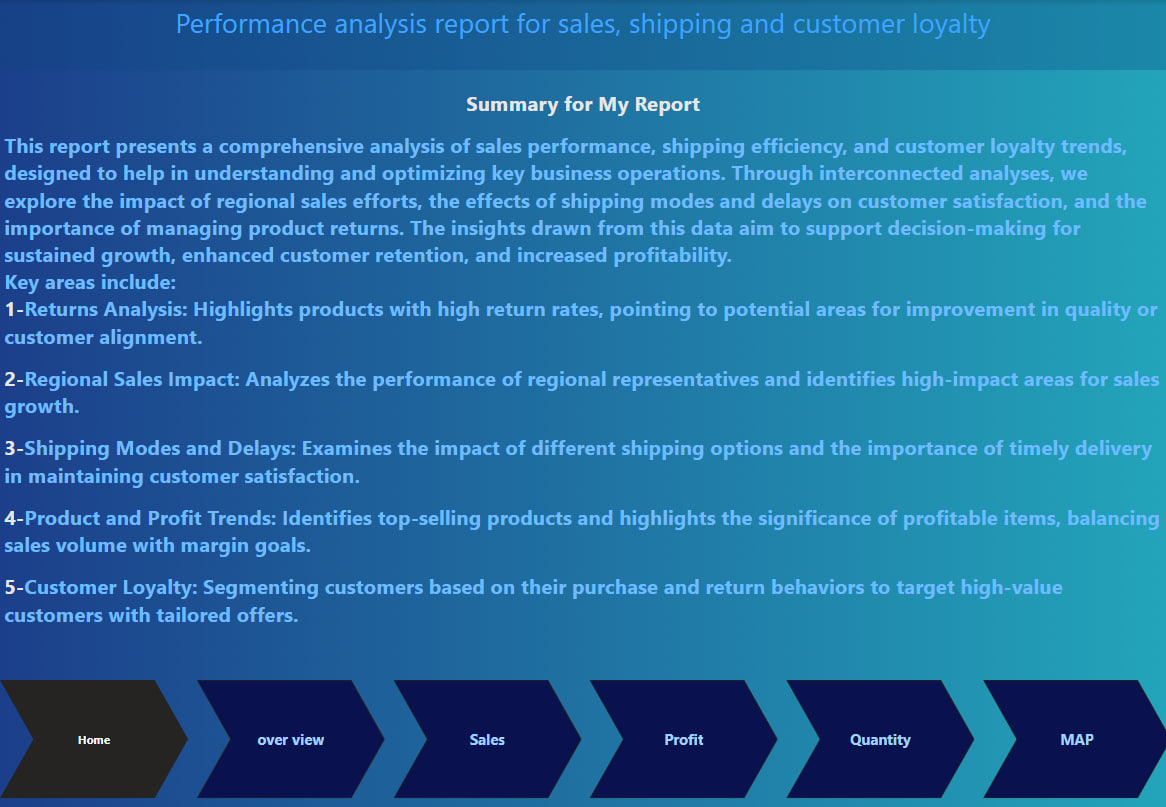 Performance analysis report for sales, shipping and customer loyalty
Summary for My Report
This report presents a comprehensive analysis of sales performance, shipping efficiency, and customer loyalty trends,
designed to help in understanding and optimizing key business operations. Through interconnected analyses, we
explore the impact of regional sales efforts, the effects of shipping modes and delays on customer satisfaction, and the
importance of managing product returns. The insights drawn from this data aim to support decision-making for
sustained growth, enhanced customer retention, and increased profitability.
Key areas include:
1-Returns Analysis: Highlights products with high return rates, pointing to potential areas for improvement in quality or
customer alignment.
2-Regional Sales Impact: Analyzes the performance of regional representatives and identifies high-impact areas for sales
growth.
3-Shipping Modes and Delays: Examines the impact of different shipping options and the importance of timely delivery
in maintaining customer satisfaction.
4-Product and Profit Trends: Identifies top-selling products and highlights the significance of profitable items, balancing
sales volume with margin goals.
5-Customer Loyalty: Segmenting customers based on their purchase and return behaviors to target high-value
customers with tailored offers.
Home
over view
Sales
Profit
Quantity
MAP